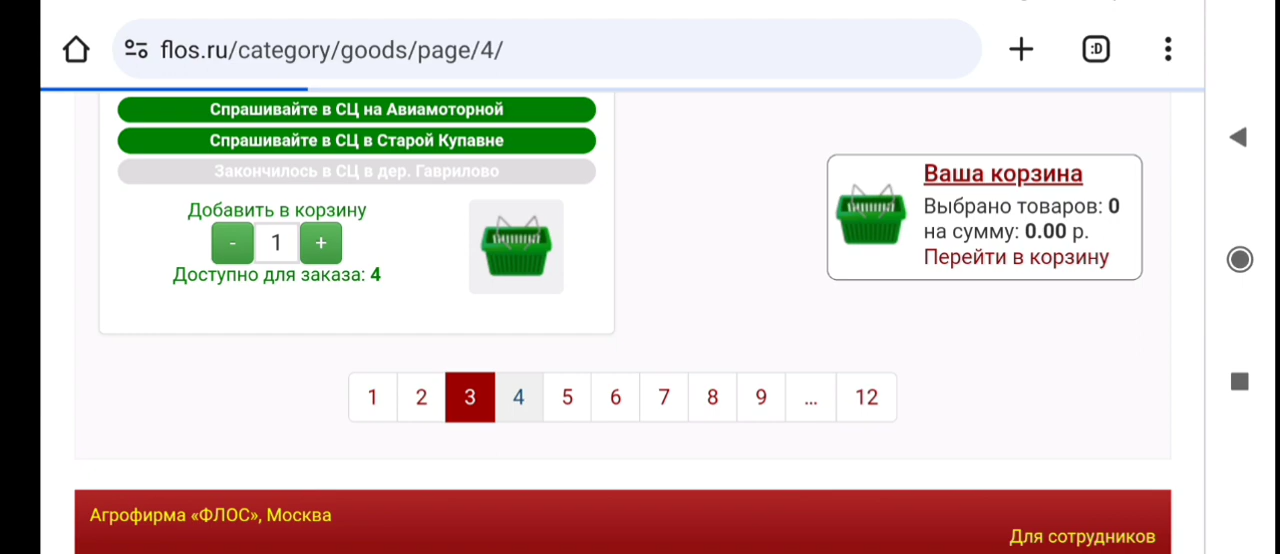 flos.ru/category/goods/page/4/
:D
Спрашивайте в СЦ на Авиамоторной
Спрашивайте в СЦ в Старой Купавне
Закончилось в СЦ в дер. Гаврилово
Добавить в корзину
- 1 +
Доступно для заказа: 4
Ваша корзина
Выбрано товаров: 0
на сумму: 0.00 р.
Перейти в корзину
1 2 3 4 5 6 7 8 9 ... 12
Агрофирма «ФЛОС», Москва
Для сотрудников